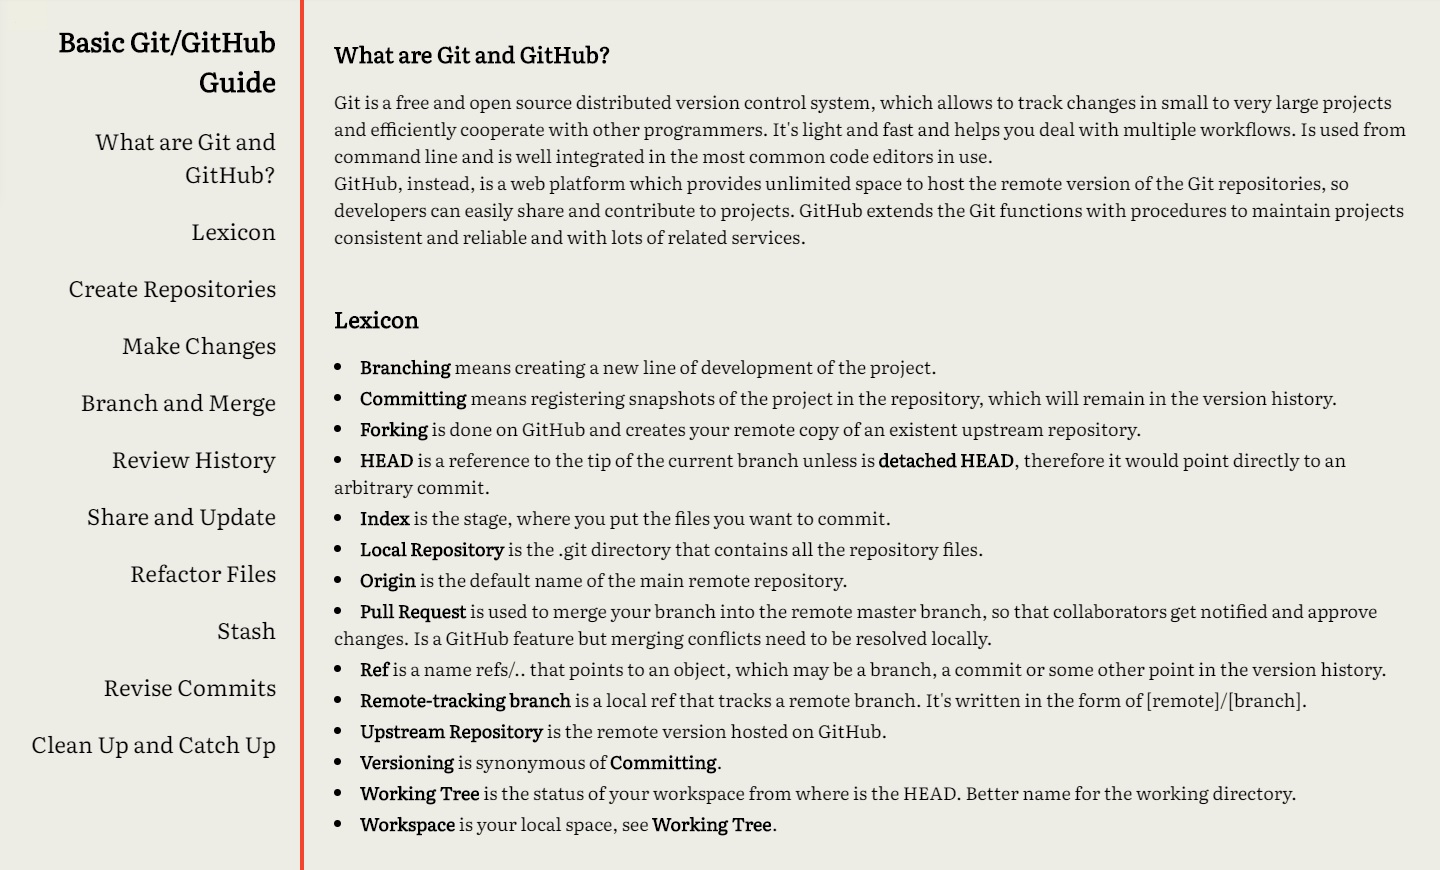 Basic Git/GitHub
Guide
What are Git and
GitHub?
Lexicon
Create Repositories
Make Changes
Branch and Merge
Review History
Share and Update
Refactor Files
Stash
Revise Commits
Clean Up and Catch Up
What are Git and GitHub?
Git is a free and open source distributed version control system, which allows to track changes in small to very large projects
and efficiently cooperate with other programmers. It's light and fast and helps you deal with multiple workflows. Is used from
command line and is well integrated in the most common code editors in use.
GitHub, instead, is a web platform which provides unlimited space to host the remote version of the Git repositories, so
developers can easily share and contribute to projects. GitHub extends the Git functions with procedures to maintain projects
consistent and reliable and with lots of related services.
Lexicon
• Branching means creating a new line of development of the project.
• Committing means registering snapshots of the project in the repository, which will remain in the version history.
• Forking is done on GitHub and creates your remote copy of an existent upstream repository.
• HEAD is a reference to the tip of the current branch unless is detached HEAD, therefore it would point directly to an
arbitrary commit.
• Index is the stage, where you put the files you want to commit.
• Local Repository is the .git directory that contains all the repository files.
• Origin is the default name of the main remote repository.
• Pull Request is used to merge your branch into the remote master branch, so that collaborators get notified and approve
changes. Is a GitHub feature but merging conflicts need to be resolved locally.
• Ref is a name refs/.. that points to an object, which may be a branch, a commit or some other point in the version history.
• Remote-tracking branch is a local ref that tracks a remote branch. It's written in the form of [remote]/[branch].
• Upstream Repository is the remote version hosted on GitHub.
• Versioning is synonymous of Committing.
• Working Tree is the status of your workspace from where is the HEAD. Better name for the working directory.
• Workspace is your local space, see Working Tree.